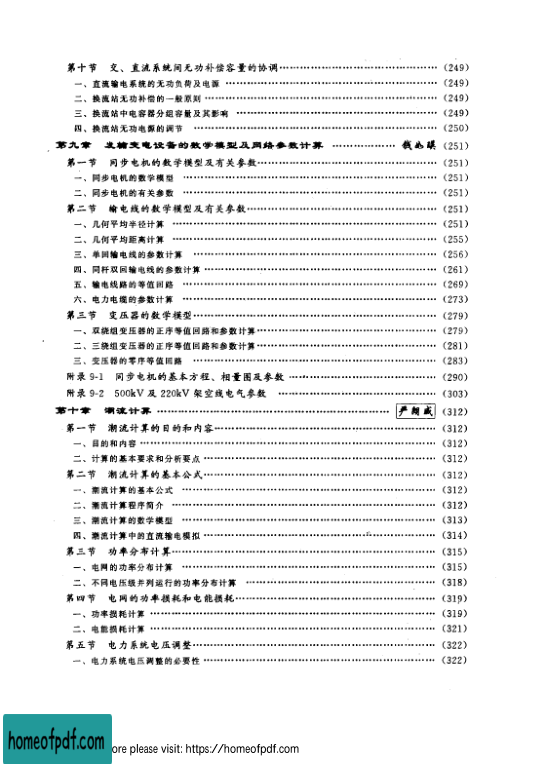 第十节 交、直流系统间无功补偿容量的协调……………………………(249)
一、直流输电系统的无功负荷及电源……………………………(249)
二、换流站无功补偿的一般原则……………………………(249)
三、换流站中电容器分组容量及其影响……………………………(249)
四、换流站无功电源的调节……………………………(250)
第九章 发输变电设备的数学模型及网络参数计算…………………(251)
第一节 同步电机的数学模型及有关参数……………………………(251)
一、同步电机的数学模型……………………………(251)
二、同步电机的有关参数……………………………(251)
第二节 输电线的数学模型及有关参数……………………………(251)
一、几何平均半径计算……………………………(251)
二、几何平均距离计算……………………………(255)
三、单回输电线的参数计算……………………………(256)
四、同杆双回输电线的参数计算……………………………(261)
五、输电线路的等值回路……………………………(269)
六、电力电缆的参数计算……………………………(273)
第三节 变压器的数学模型……………………………(279)
一、双绕组变压器的正序等值回路和参数计算……………………………(279)
二、三绕组变压器的正序等值回路和参数计算……………………………(281)
三、变压器的零序等值回路……………………………(283)
附录 9-1 同步电机的基本方程、相量图及参数……………………………(290)
附录 9-2 500kV 及 220kV 架空线电气参数……………………………(303)
第十章 潮流计算……………………………(312)
第一节 潮流计算的目的和内容……………………………(312)
一、目的和内容……………………………(312)
二、计算的基本要求和分析要点……………………………(312)
第二节 潮流计算的基本公式……………………………(312)
一、潮流计算的基本公式……………………………(312)
二、潮流计算程序简介……………………………(312)
三、潮流计算的数学模型……………………………(313)
四、潮流计算中的直流输电模拟……………………………(314)
第三节 功率分布计算……………………………(315)
一、电网的功率分布计算……………………………(315)
二、不同电压级并列运行的功率分布计算……………………………(318)
第四节 电网的功率损耗和电能损耗……………………………(319)
一、功率损耗计算……………………………(319)
二、电能损耗计算……………………………(321)
第五节 电力系统电压调整……………………………(322)
一、电力系统电压调整的必要性……………………………(322)
homeofpdf.com
ore please visit: https://homeofpdf.com